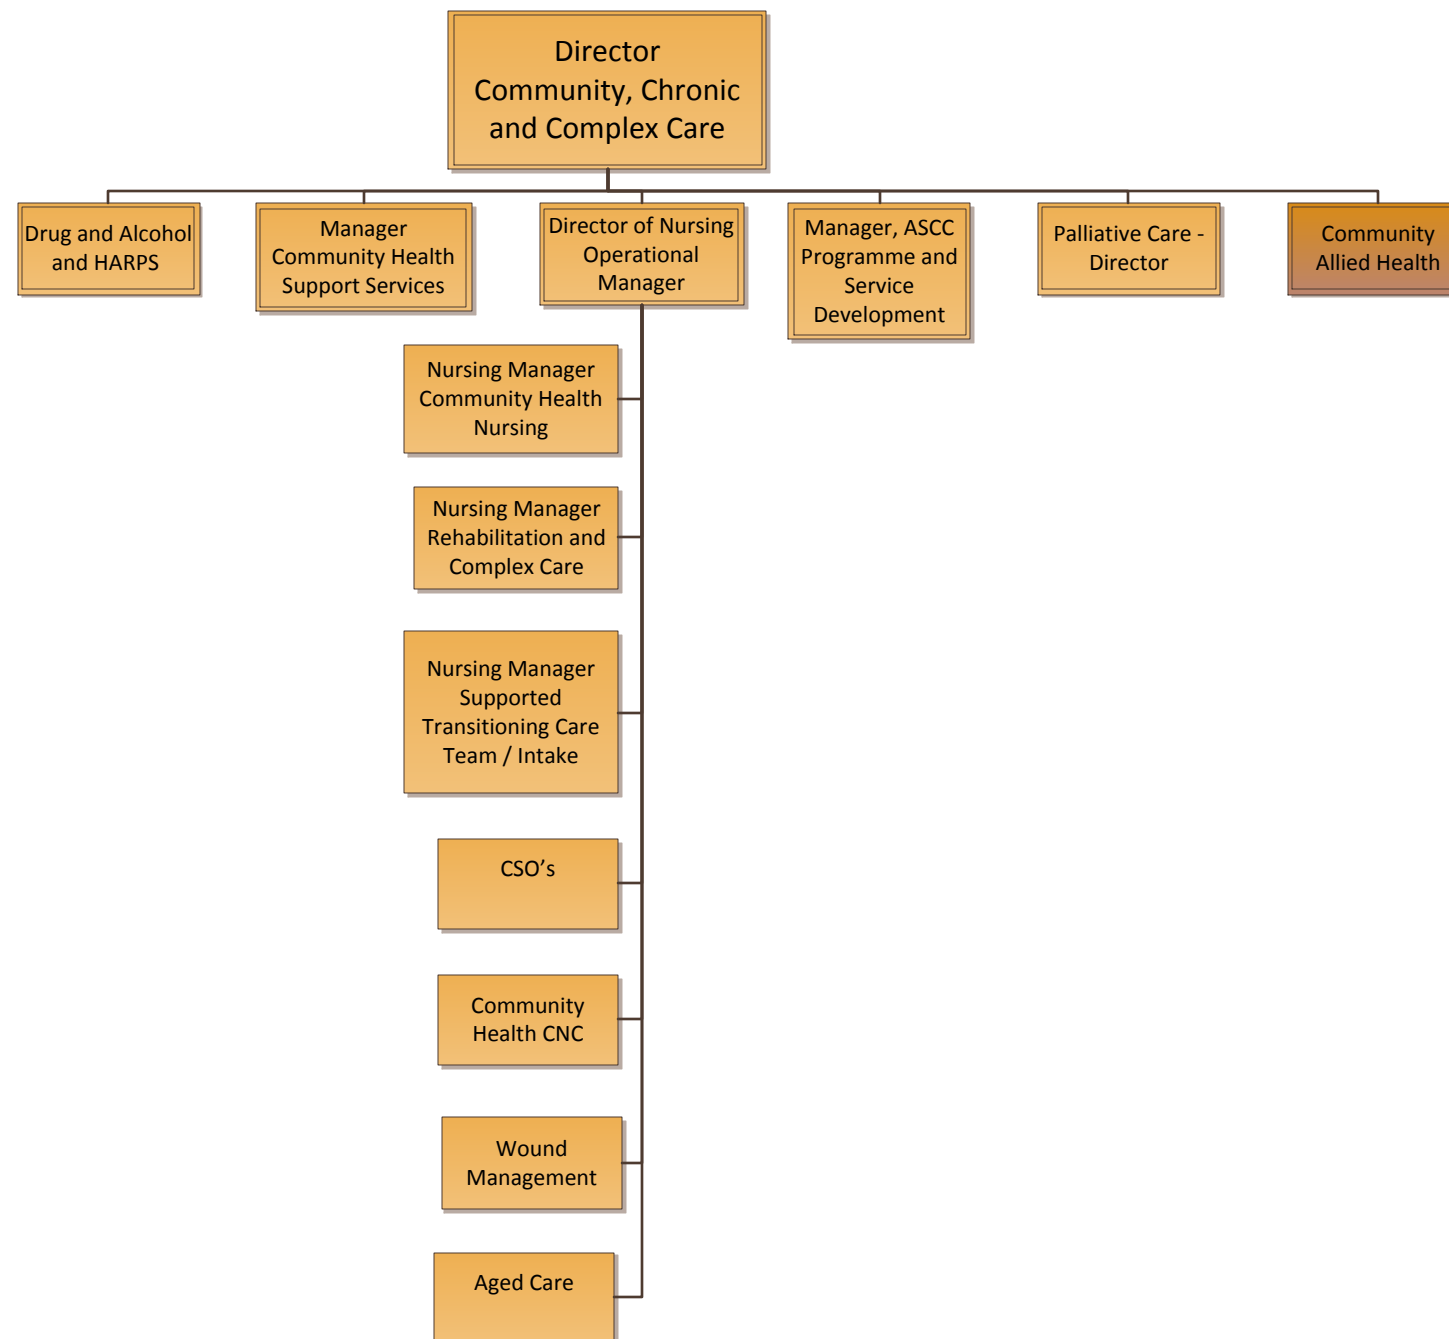 Director
Community, Chronic
and Complex Care
Drug and Alcohol
and HARPS
Manager
Community Health
Support Services
Director of Nursing
Operational
Manager
Manager, ASCC
Programme and
Service
Development
Palliative Care -
Director
Community
Allied Health
Nursing Manager
Community Health
Nursing
Nursing Manager
Rehabilitation and
Complex Care
Nursing Manager
Supported
Transitioning Care
Team / Intake
CSO’s
Community
Health CNC
Wound
Management
Aged Care